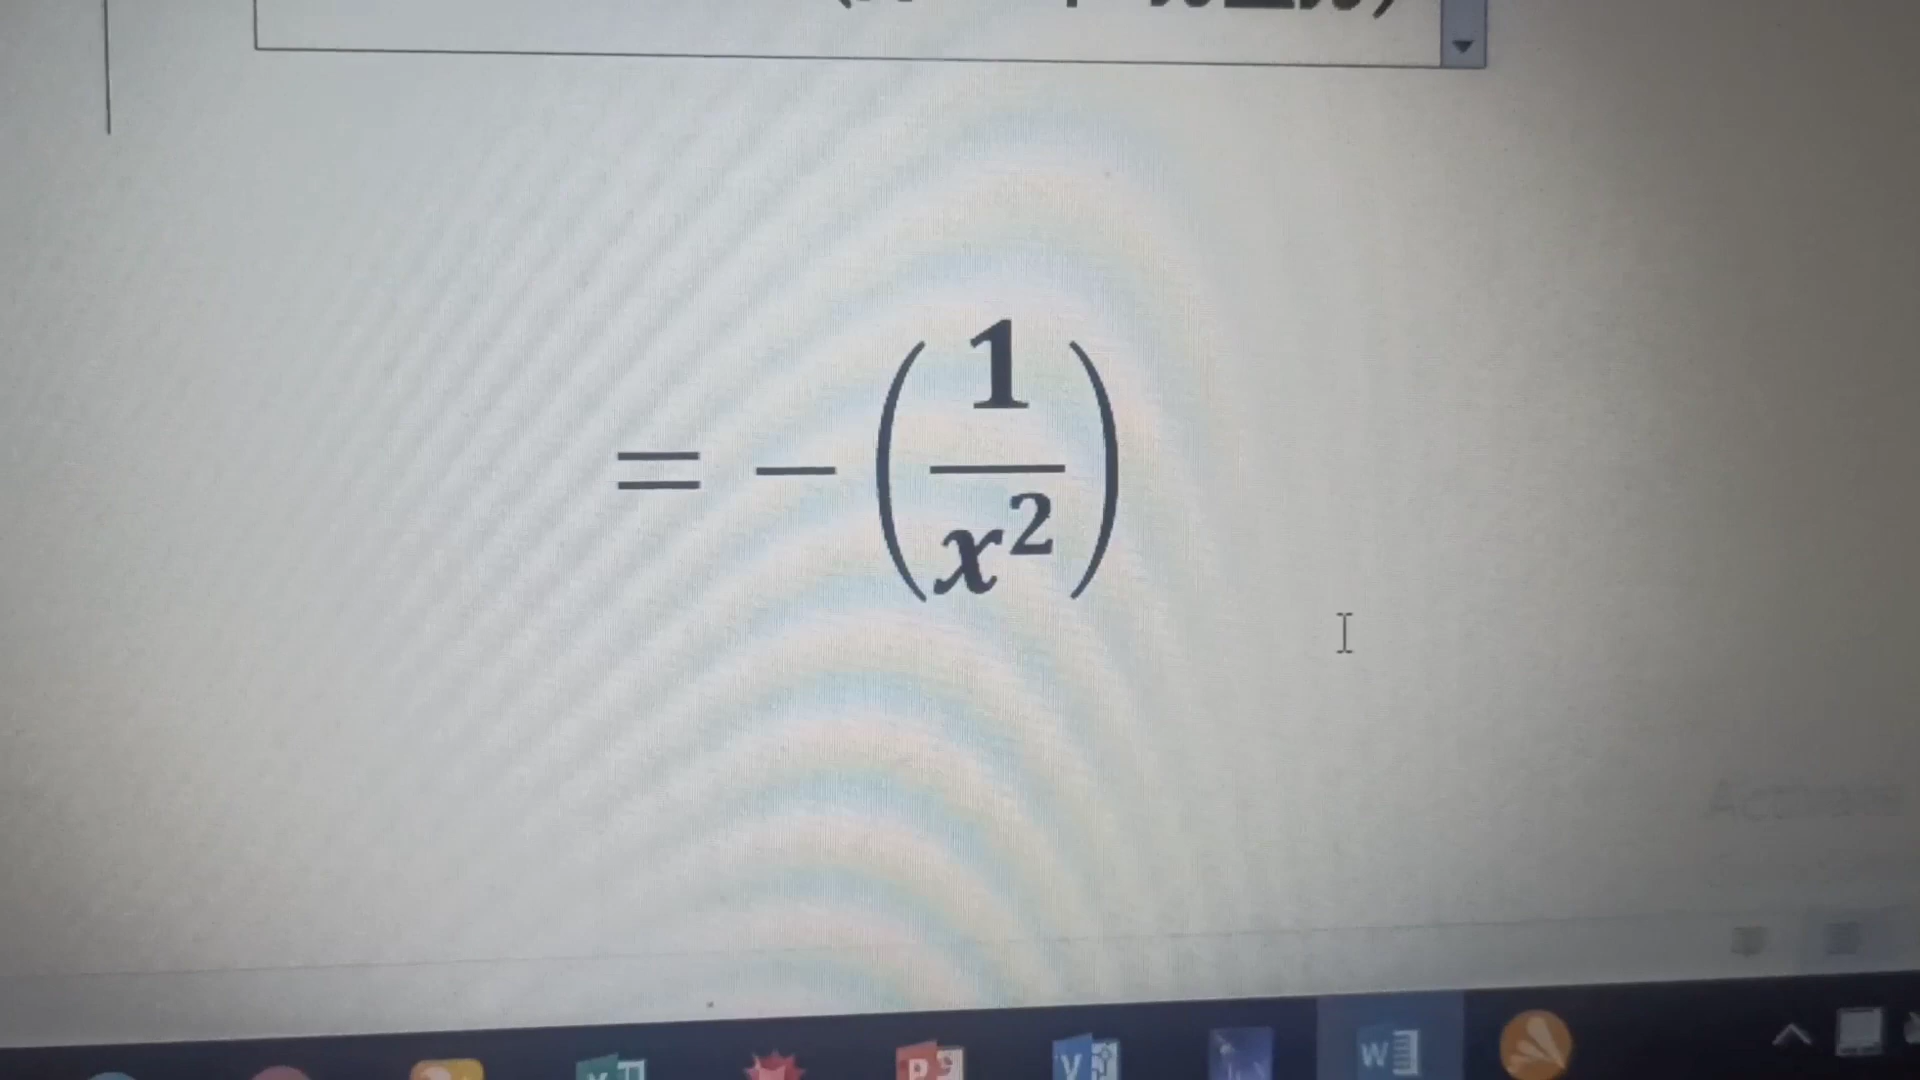 = − (1/x²)